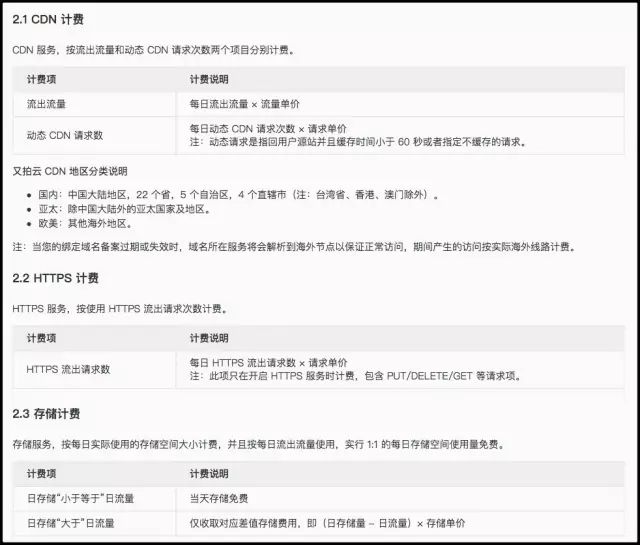 2.1 CDN 计费
CDN 服务，按流出流量和动态 CDN 请求次数两个项目分别计费。
计费项 计费说明
流出流量 每日流出流量 × 流量单价
动态 CDN 请求数 每日动态 CDN 请求次数 × 请求单价
注：动态请求是指回用户源站并且缓存时间小于 60 秒或者指定不缓存的请求。
又拍云 CDN 地区分类说明
• 国内：中国大陆地区，22 个省，5 个自治区，4 个直辖市（注：台湾省、香港、澳门除外）。
• 亚太：除中国大陆外的亚太国家及地区。
• 欧美：其他海外地区。
注：当您的绑定域名备案过期或失效时，域名所在服务将会解析到海外节点以保证正常访问，期间产生的访问按实际海外线路计费。
2.2 HTTPS 计费
HTTPS 服务，按使用 HTTPS 流出请求次数计费。
计费项 计费说明
HTTPS 流出请求数 每日 HTTPS 流出请求数 × 请求单价
注：此项只在开启 HTTPS 服务时计费，包含 PUT/DELETE/GET 等请求项。
2.3 存储计费
存储服务，按每日实际使用的存储空间大小计费，并且按每日流出流量使用，实行 1:1 的每日存储空间使用量免费。
计费项 计费说明
日存储“小于等于”日流量 当天存储免费
日存储“大于”日流量 仅收取对应差值存储费用，即（日存储量 – 日流量）× 存储单价